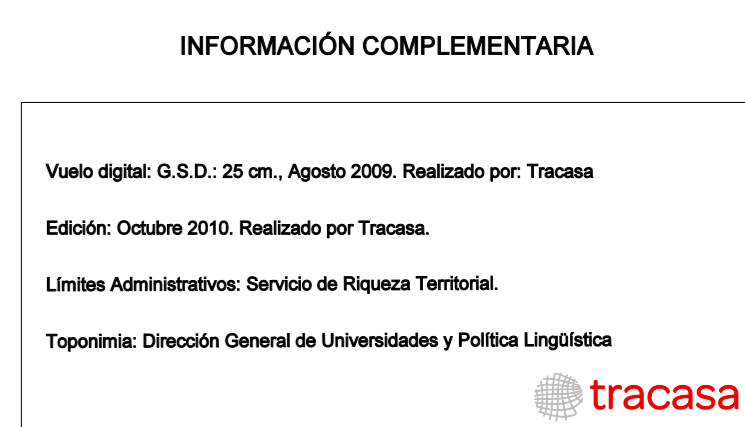 INFORMACIÓN COMPLEMENTARIA
Vuelo digital: G.S.D.: 25 cm., Agosto 2009. Realizado por: Tracasa
Edición: Octubre 2010. Realizado por Tracasa.
Límites Administrativos: Servicio de Riqueza Territorial.
Toponimia: Dirección General de Universidades y Política Lingüística
tracasa